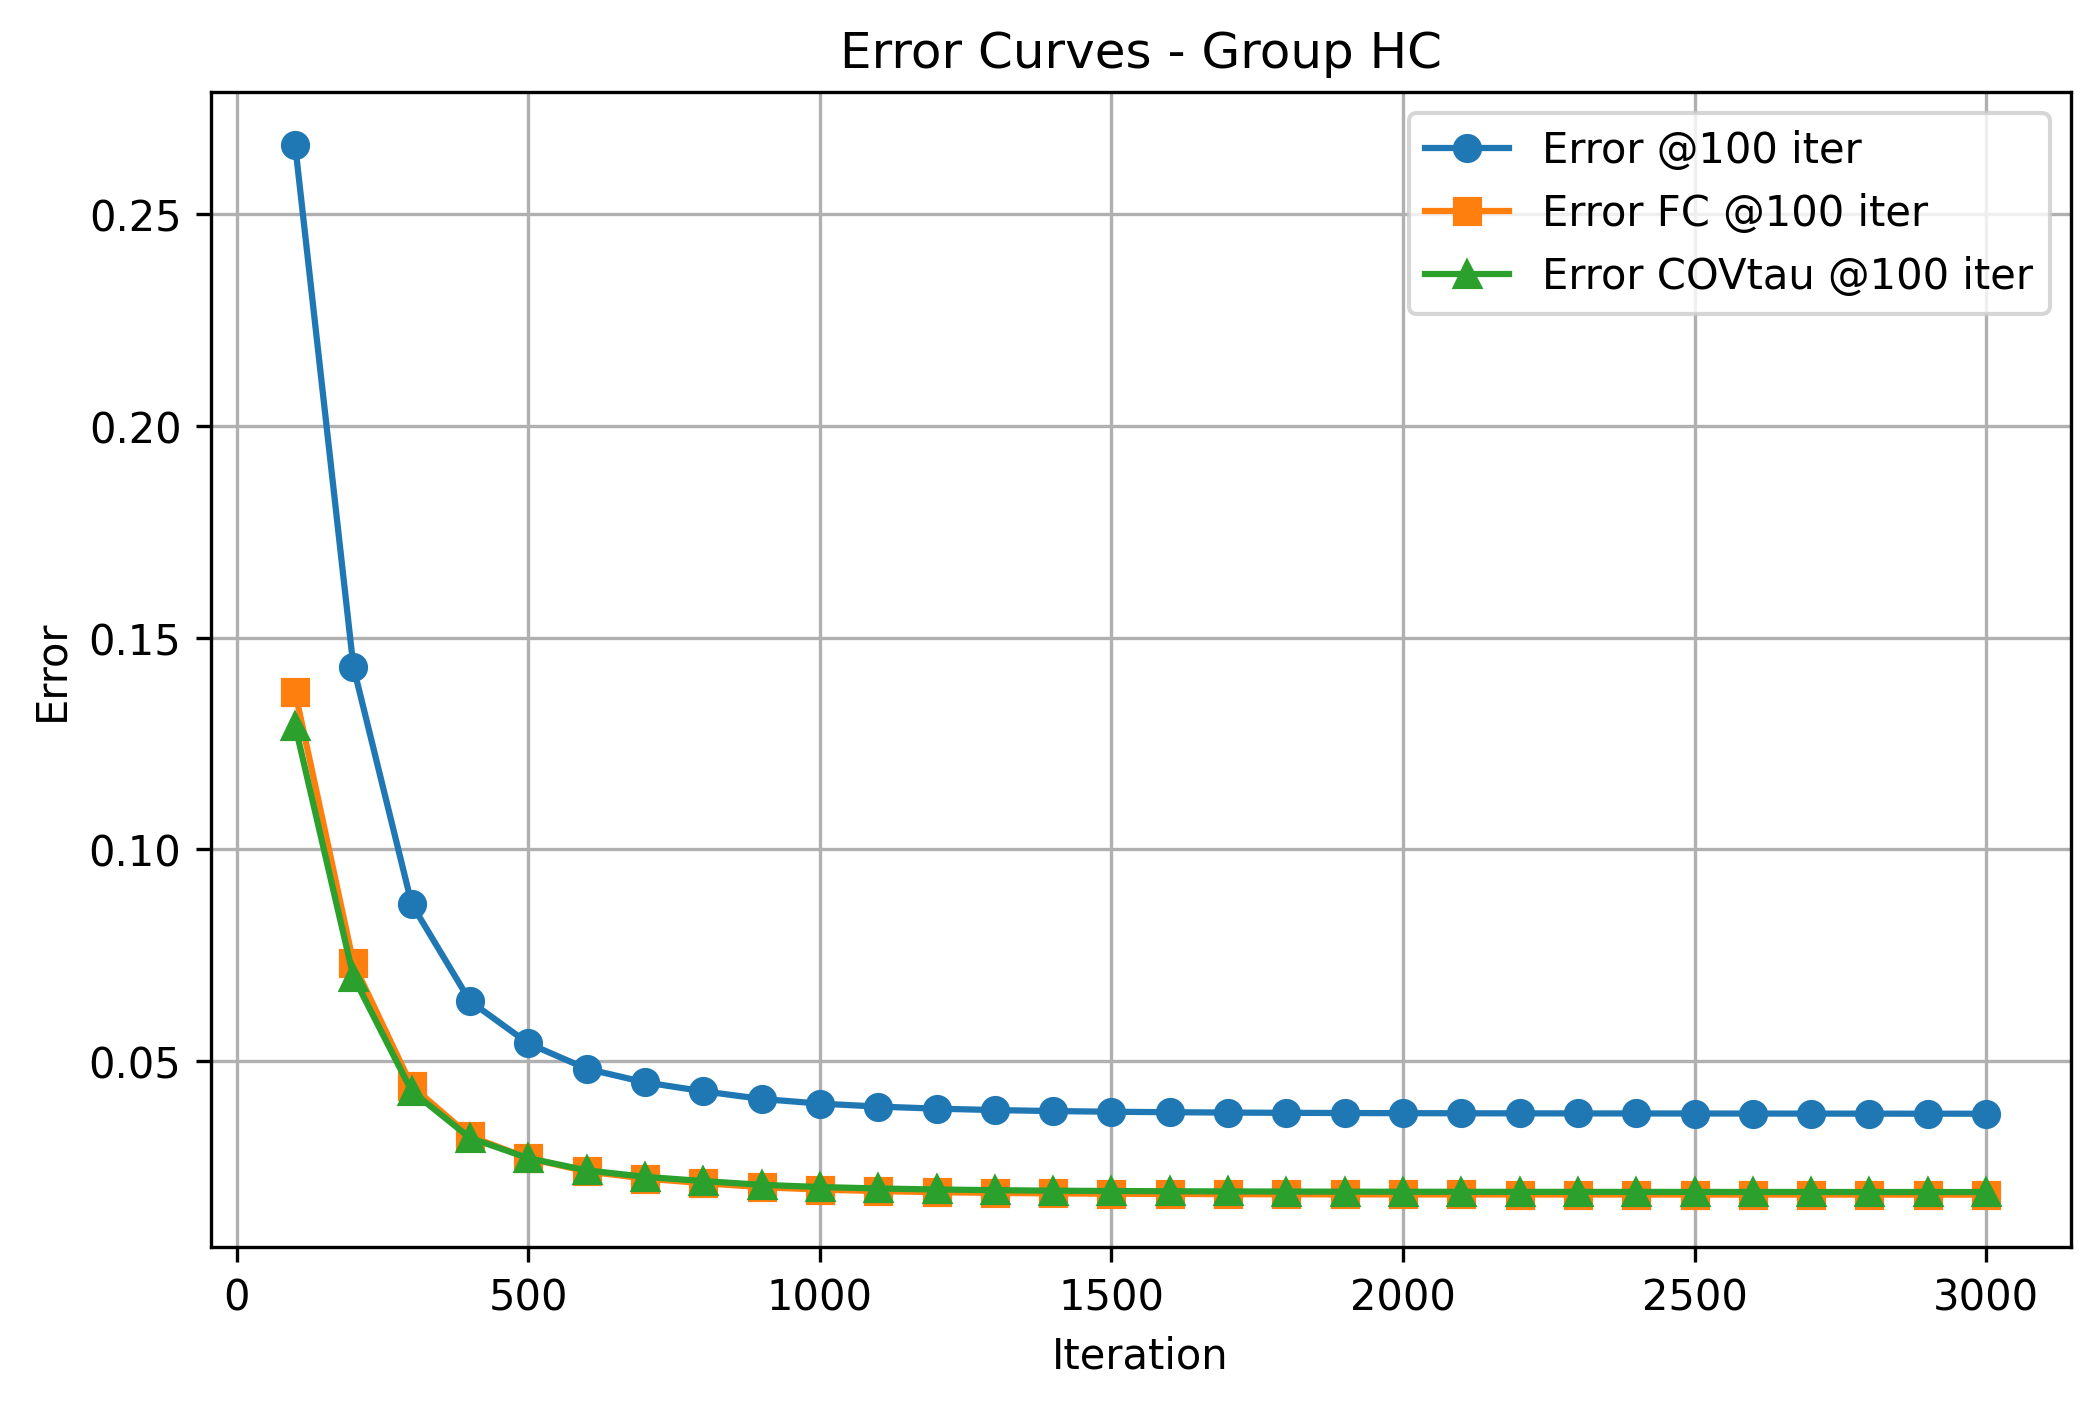 Error Curves - Group HC
Error @100 iter
Error FC @100 iter
Error COVtau @100 iter
0.25
0.20
0.15
0.10
0.05
Error
0 500 1000 1500 2000 2500 3000
Iteration